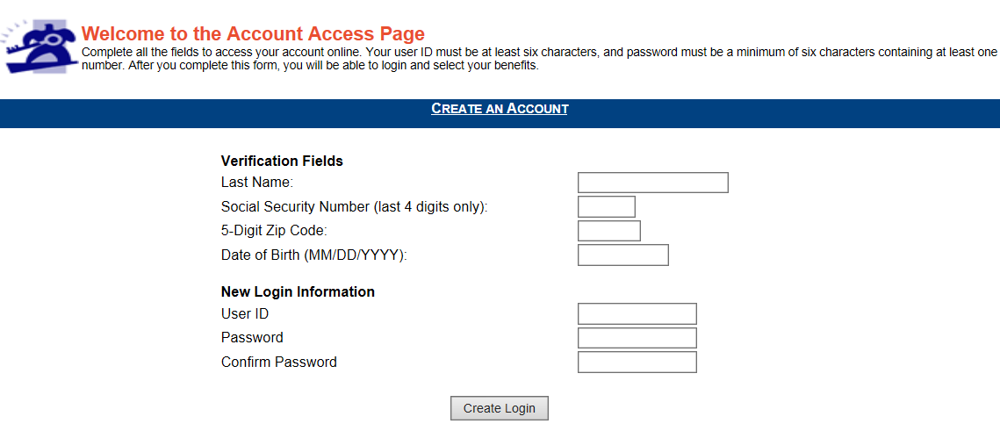 Welcome to the Account Access Page
Complete all the fields to access your account online. Your user ID must be at least six characters, and password must be a minimum of six characters containing at least one
number. After you complete this form, you will be able to login and select your benefits.
CREATE AN ACCOUNT
Verification Fields
Last Name:
Social Security Number (last 4 digits only):
5-Digit Zip Code:
Date of Birth (MM/DD/YYYY):
New Login Information
User ID
Password
Confirm Password
Create Login